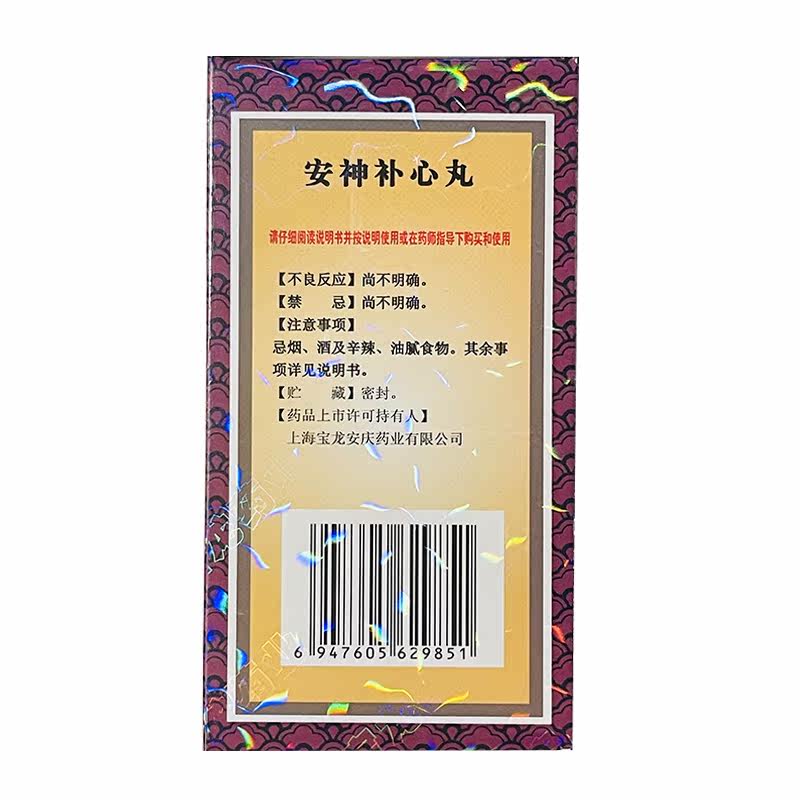 安神补心丸
请仔细阅读说明书并按说明使用或在药师指导下购买和使用
【不良反应】尚不明确。
【禁　　忌】尚不明确。
【注意事项】
忌烟、酒及辛辣、油腻食物。其余事
项详见说明书。
【贮　　藏】密封。
【药品上市许可持有人】
上海宝龙安庆药业有限公司
6 947605 629851